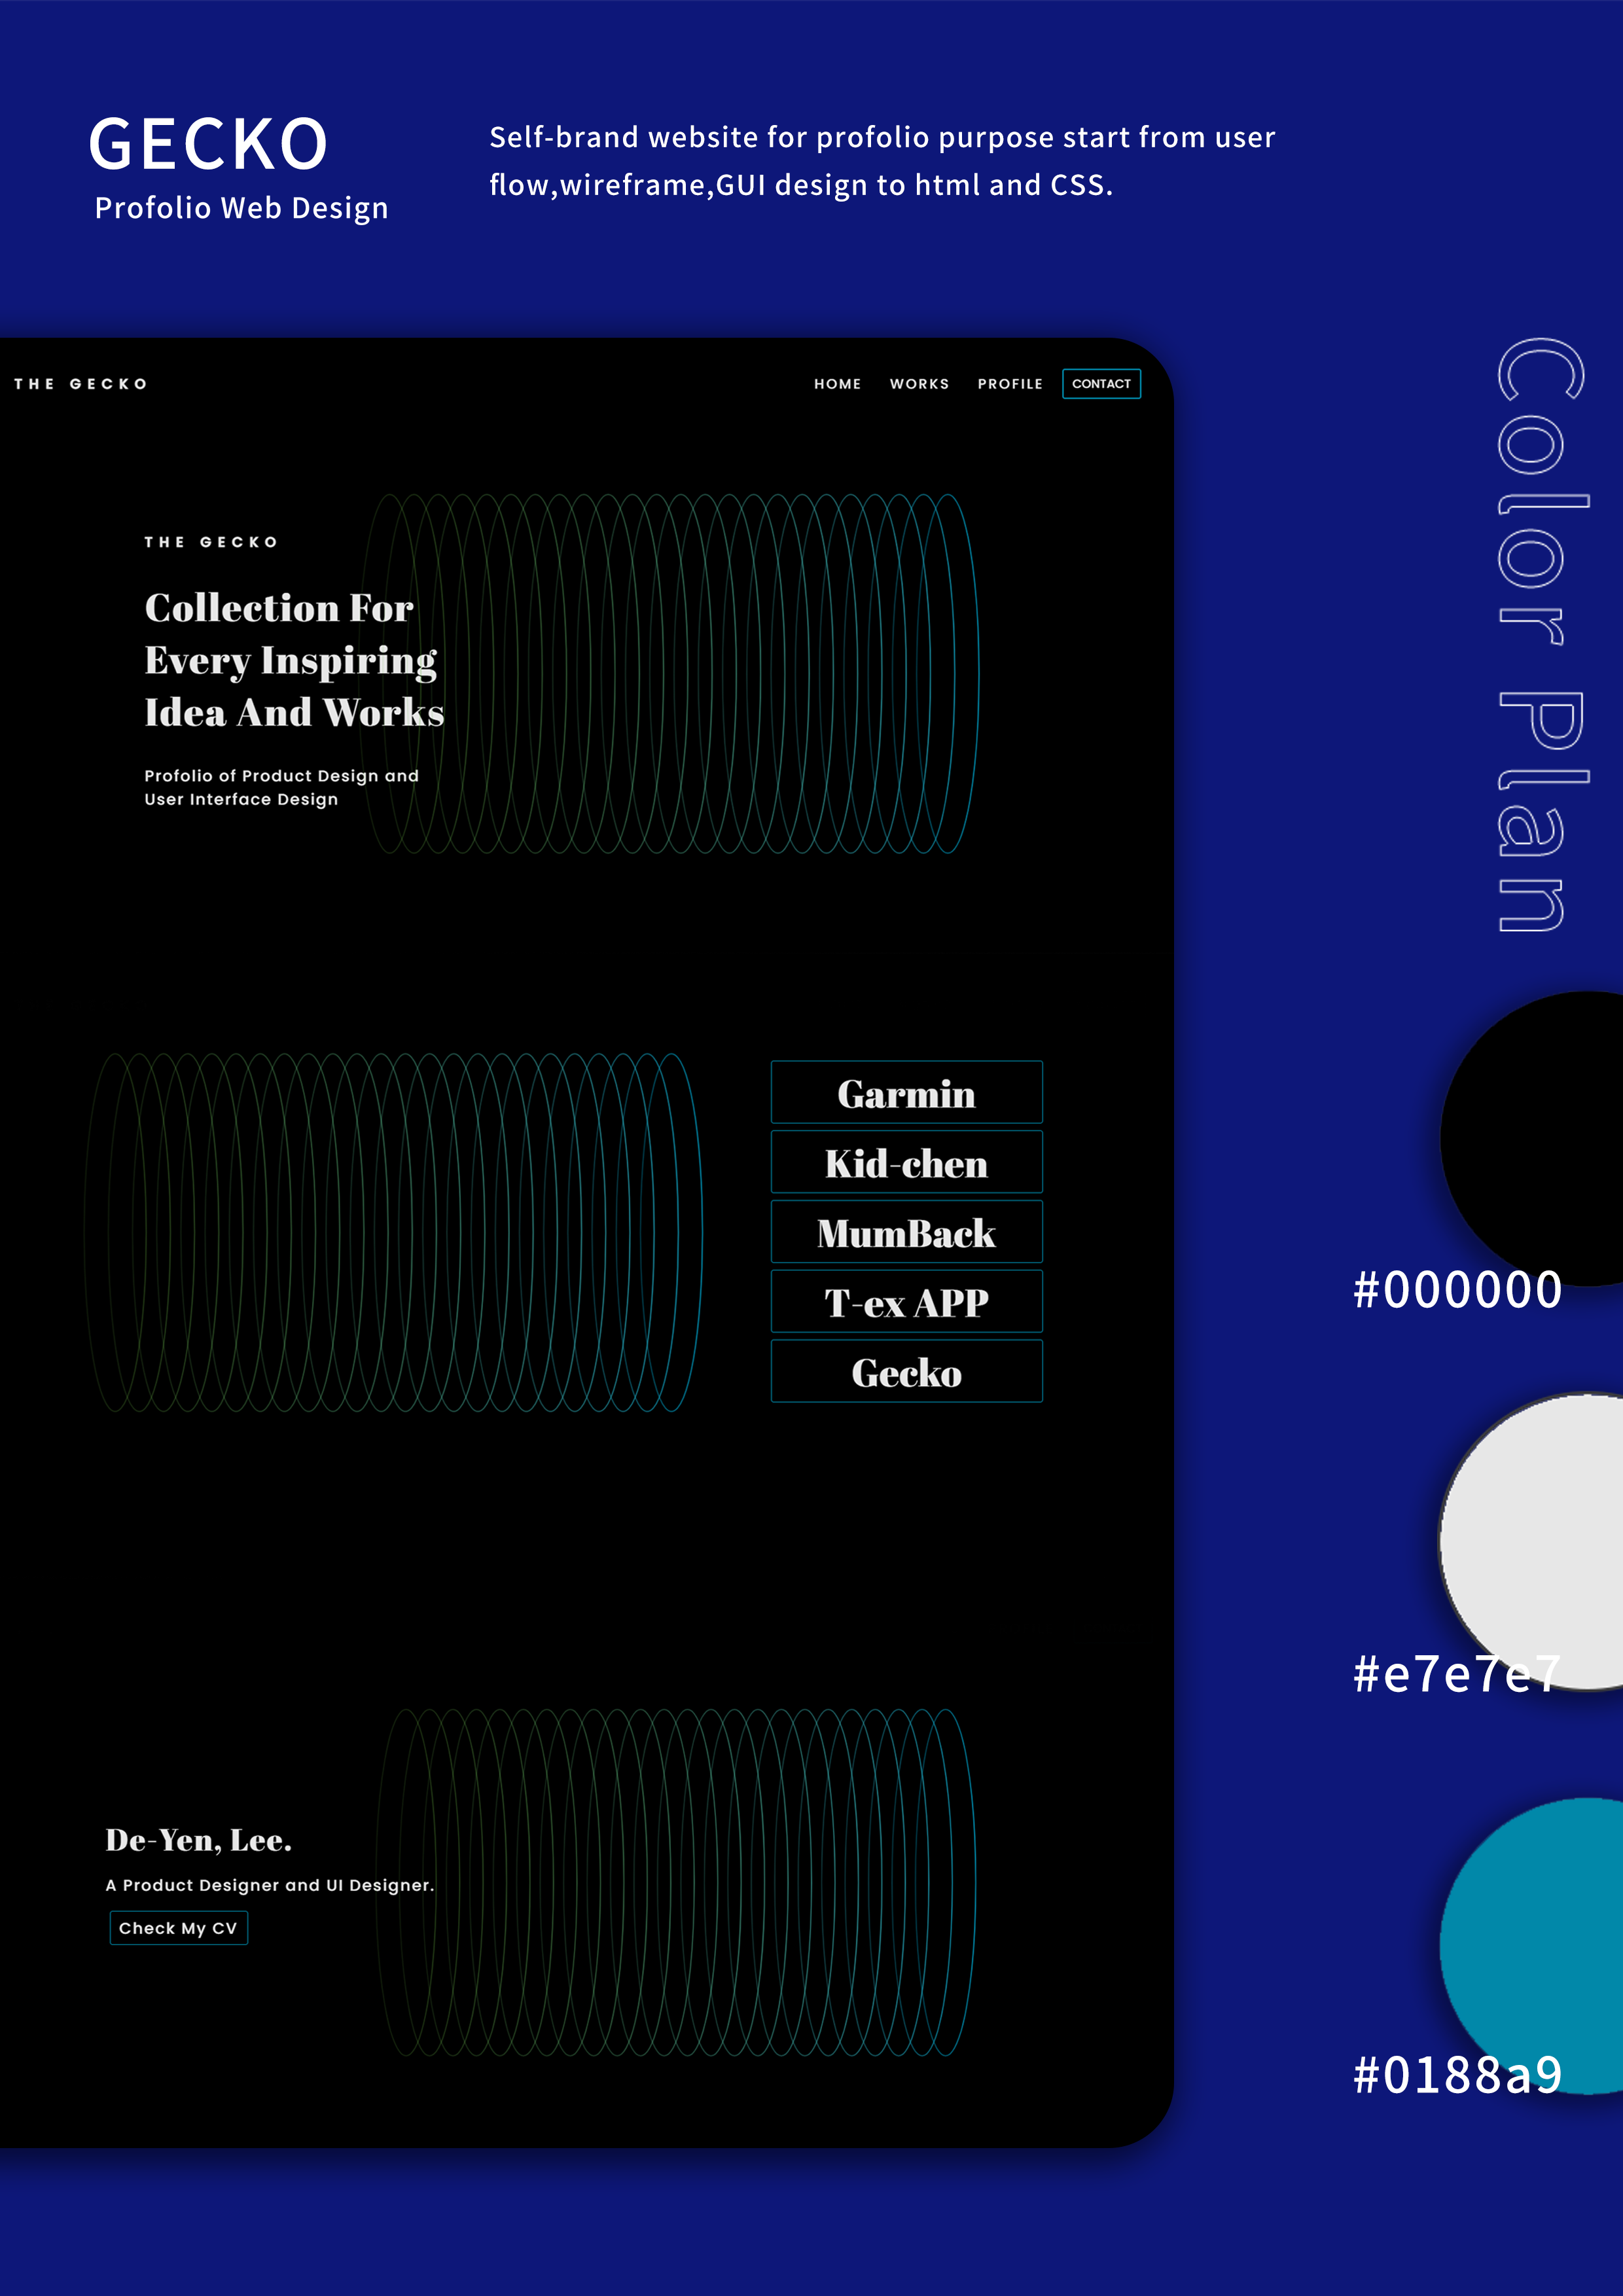 GECKO
Profolio Web Design
Self-brand website for profolio purpose start from user
flow,wireframe,GUI design to html and CSS.
Color Plan
THE GECKO
HOME WORKS PROFILE CONTACT
THE GECKO
Collection For
Every Inspiring
Idea And Works
Profolio of Product Design and
User Interface Design
Garmin
Kid-chen
MumBack
T-ex APP
Gecko
#000000
#e7e7e7
De-Yen, Lee.
A Product Designer and UI Designer.
Check My CV
#0188a9